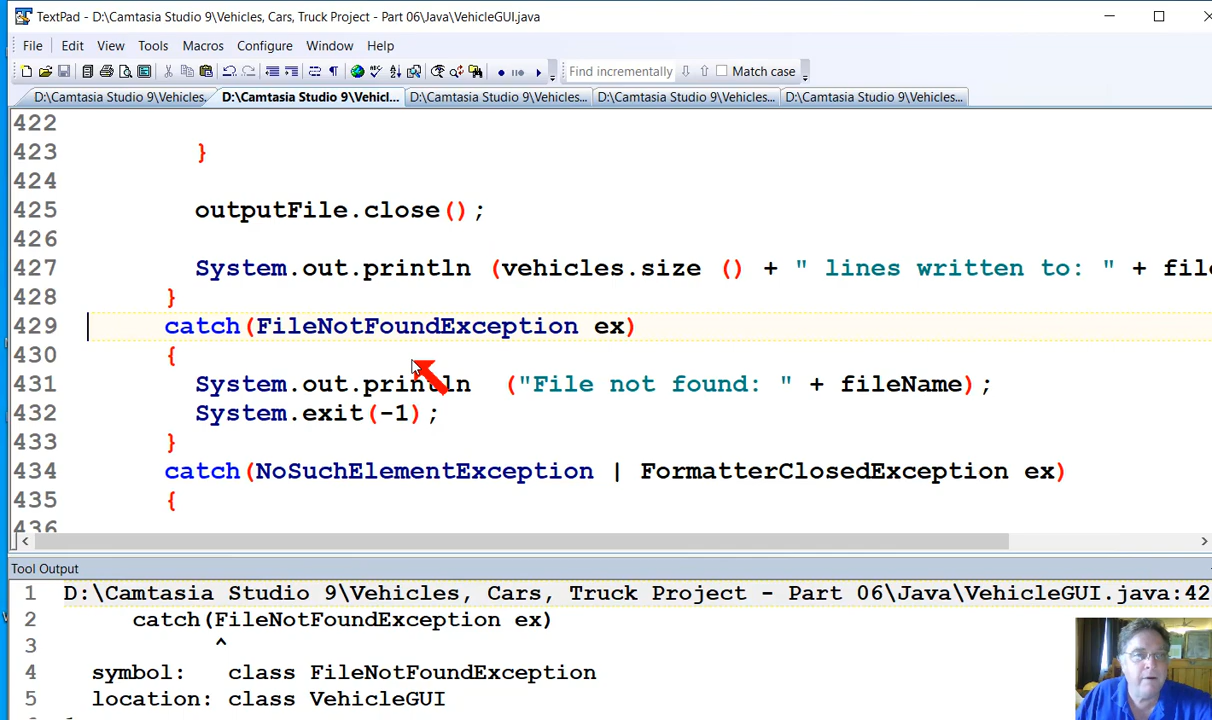 TextPad - D:\Camtasia Studio 9\Vehicles, Cars, Truck Project - Part 06\Java\VehicleGUI.java
File Edit View Tools Macros Configure Window Help
Find incrementally Match case
D:\Camtasia Studio 9\Vehicles. D:\Camtasia Studio 9\Vehicl... D:\Camtasia Studio 9\Vehicles... D:\Camtasia Studio 9\Vehicles... D:\Camtasia Studio 9\Vehicles...
422
423 }
424
425 outputFile.close();
426
427 System.out.println (vehicles.size () + " lines written to: " + file
428 }
429 catch(FileNotFoundException ex)
430 {
431 System.out.println ("File not found: " + fileName);
432 System.exit(-1);
433 }
434 catch(NoSuchElementException | FormatterClosedException ex)
435 {
436
Tool Output
1 D:\Camtasia Studio 9\Vehicles, Cars, Truck Project - Part 06\Java\VehicleGUI.java:42
2 catch(FileNotFoundException ex)
3 ^
4 symbol: class FileNotFoundException
5 location: class VehicleGUI